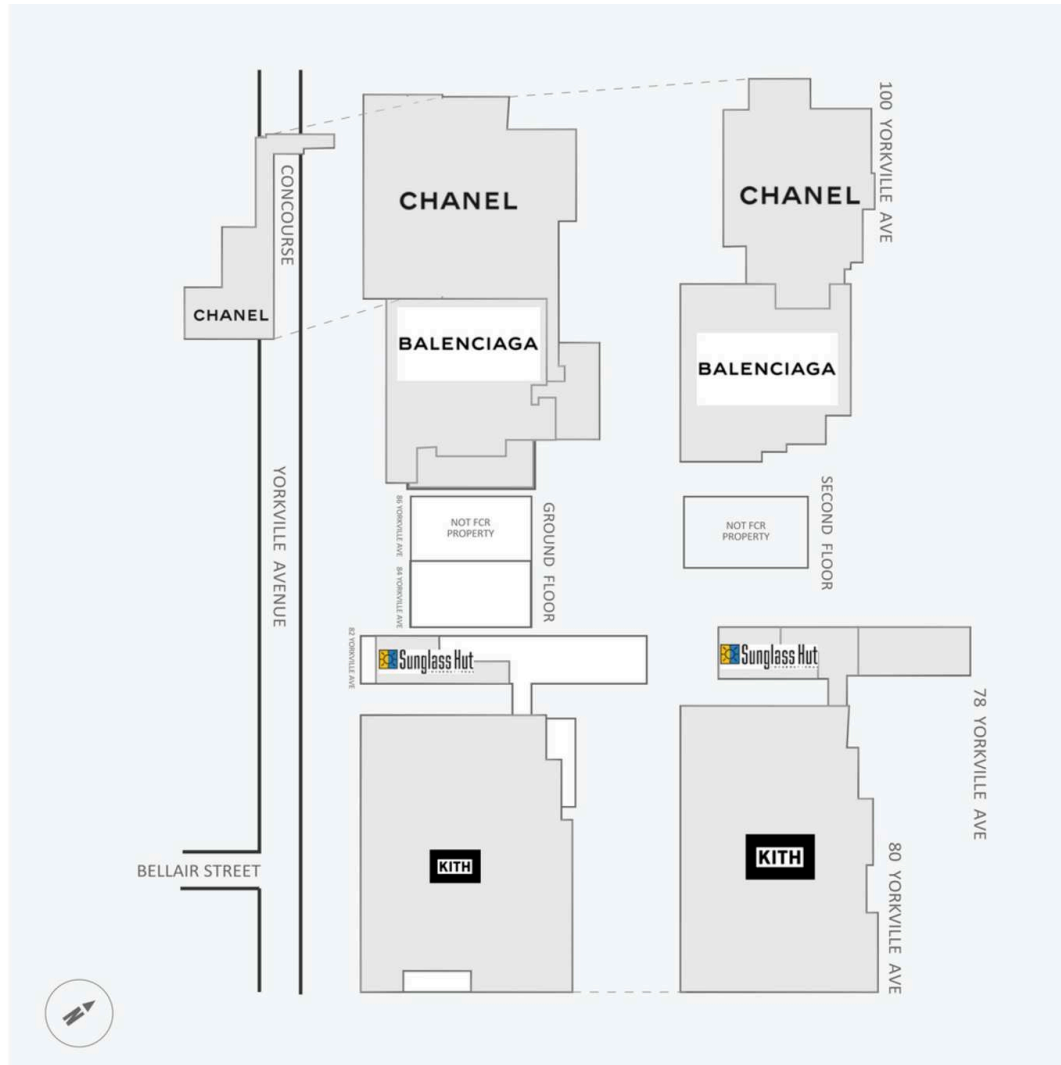 CONCOURSE
CHANEL
YORKVILLE AVENUE
BELLAIR STREET
CHANEL
BALENCIAGA
86 YORKVILLE AVE
NOT FCR
PROPERTY
84 YORKVILLE AVE
GROUND FLOOR
82 YORKVILLE AVE
Sunglass Hut
KITH
100 YORKVILLE AVE
CHANEL
BALENCIAGA
NOT FCR
PROPERTY
SECOND FLOOR
Sunglass Hut
78 YORKVILLE AVE
KITH
80 YORKVILLE AVE
N